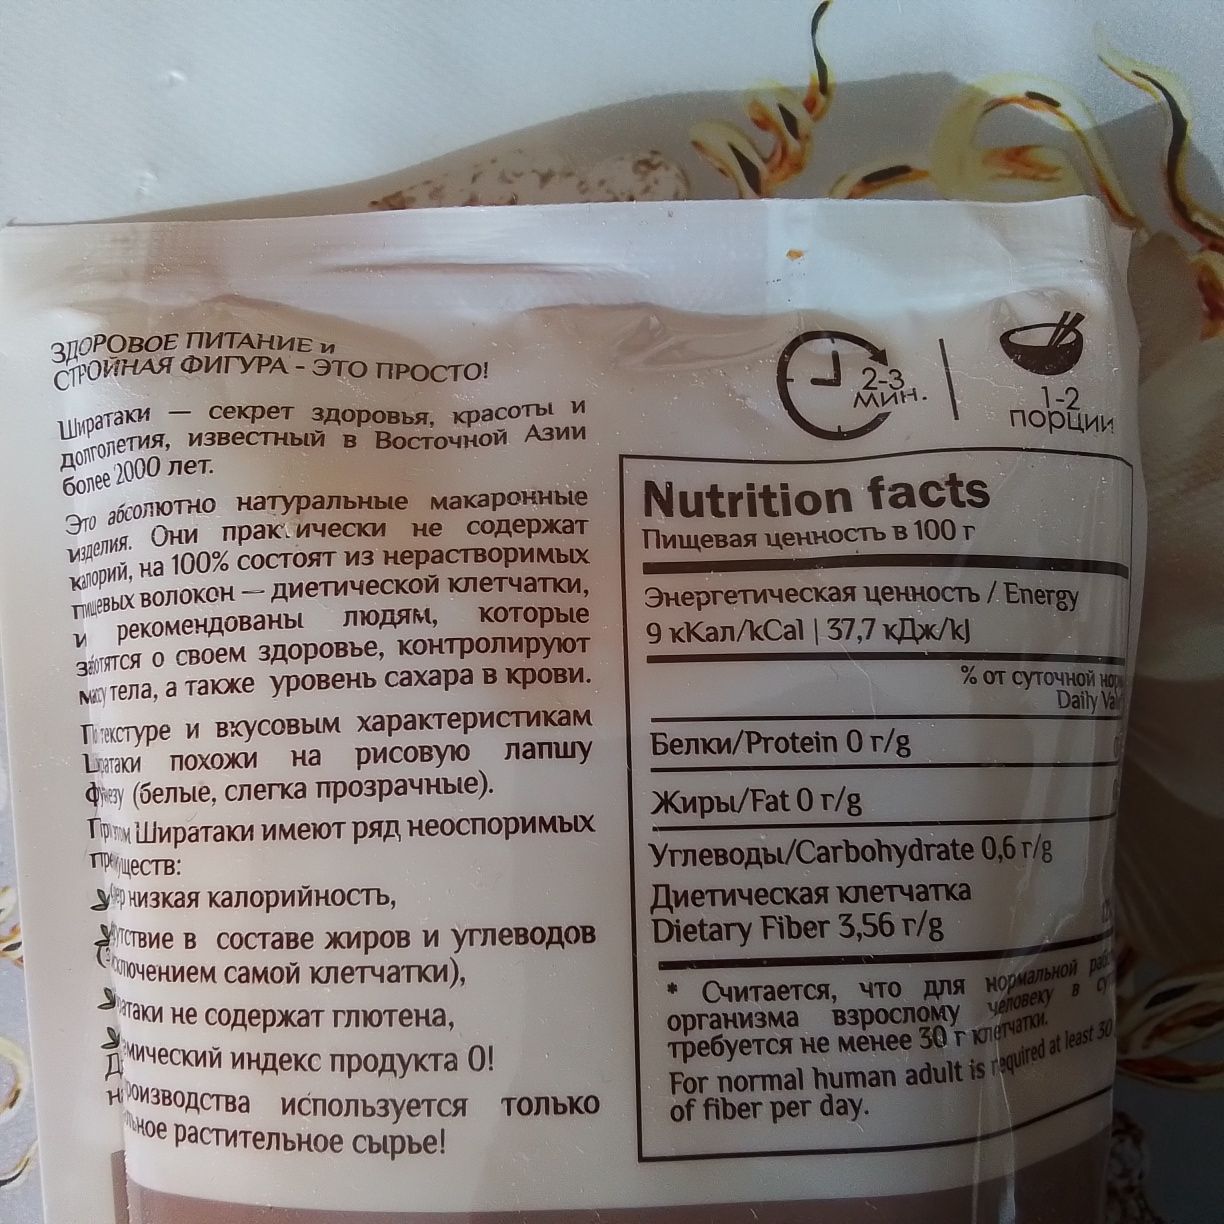 ЗДОРОВОЕ ПИТАНИЕ и
СТРОЙНАЯ ФИГУРА - ЭТО ПРОСТО!
Ширатаки — секрет здоровья, красоты и
долголетия, известный в Восточной Азии
более 2000 лет.
Это абсолютно натуральные макаронные
изделия. Они практически не содержат
калорий, на 100% состоят из нерастворимых
пищевых волокон — диетической клетчатки,
и рекомендованы людям, которые
заботятся о своем здоровье, контролируют
массу тела, а также уровень сахара в крови.
По текстуре и вкусовым характеристикам
Ширатаки похожи на рисовую лапшу
(белые, слегка прозрачные).
При этом Ширатаки имеют ряд неоспоримых
низкая калорийность,
в составе жиров и углеводов
самой клетчатки),
не содержат глютена,
индекс продукта 0!
используется только
растительное сырье!
2-3
мин.
1-2
порции
Nutrition facts
Пищевая ценность в 100 г
Энергетическая ценность / Energy
9 кКал/kCal | 37,7 кДж/kJ
% от суточной
Daily
Белки/Protein 0 г/g
Жиры/Fat 0 г/g
Углеводы/Carbohydrate 0,6 г/g
Диетическая клетчатка
Dietary Fiber 3,56 г/g
* Считается, что для нормальной
организма взрослому человеку в
требуется не менее 30 г клетчатки.
For normal human adult is required at least 30
of fiber per day.